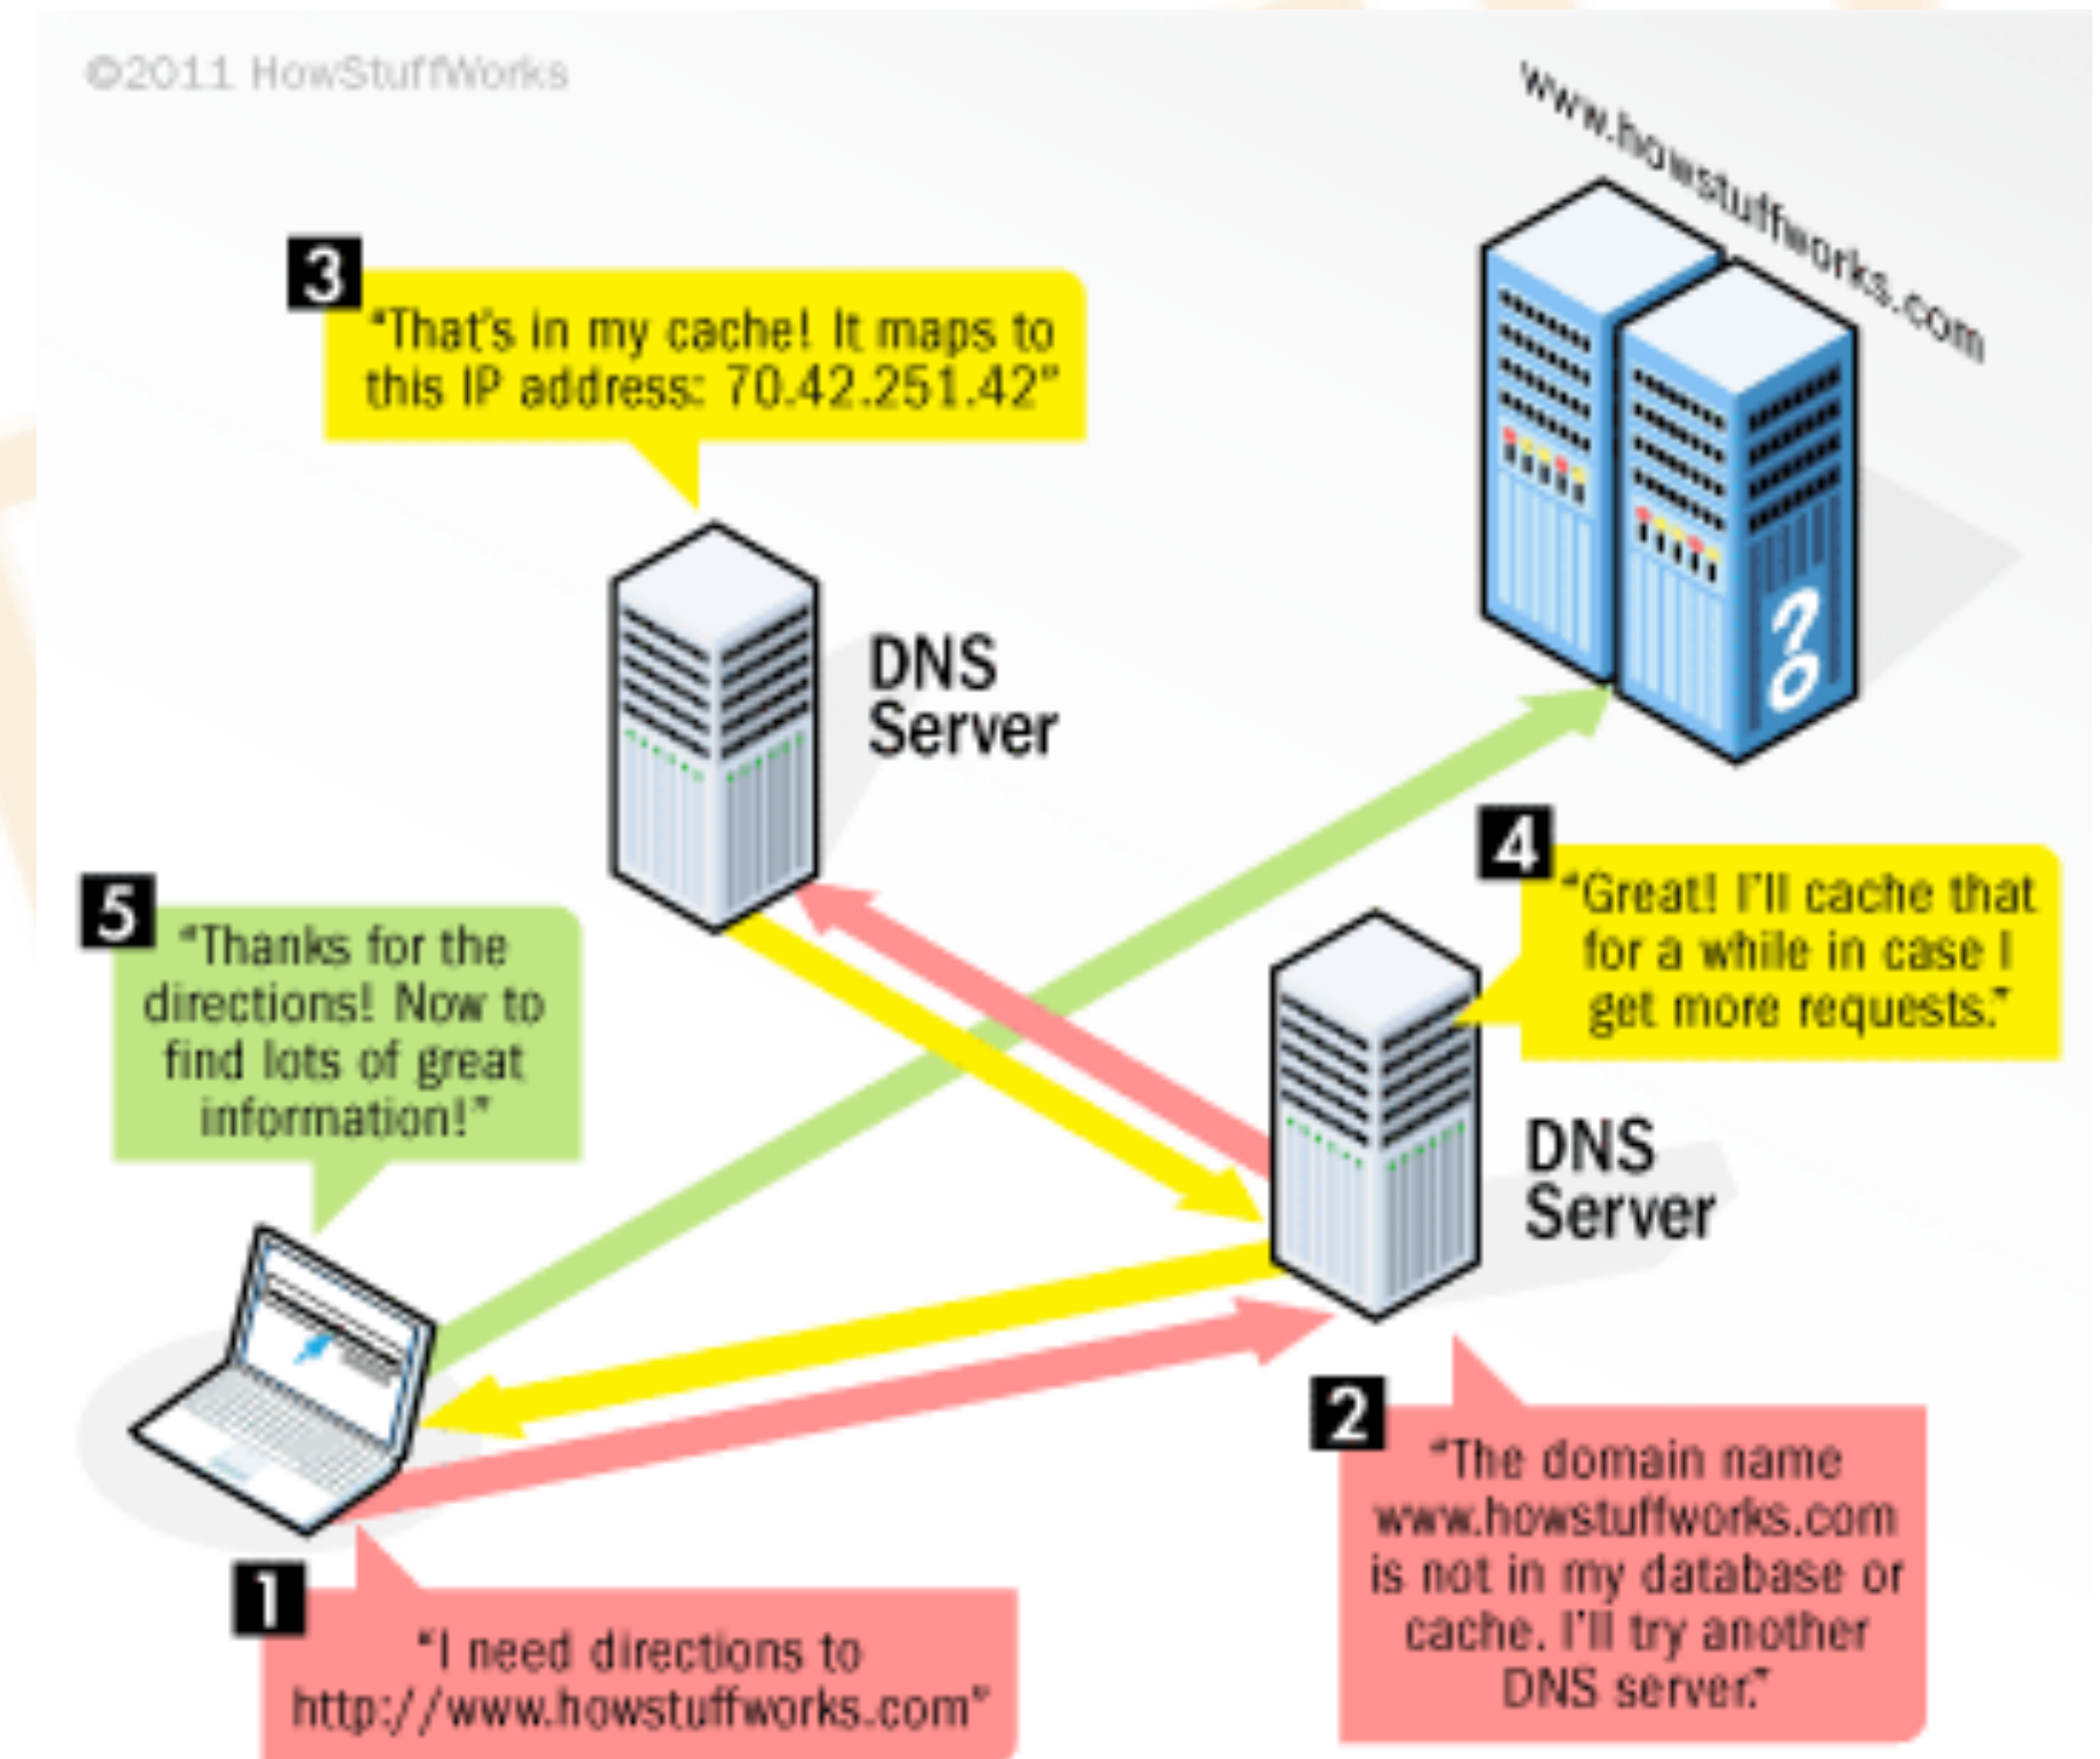 ©2011 HowStuffWorks
www.howstuffworks.com
3
"That's in my cache! It maps to
this IP address: 70.42.251.42"
DNS
Server
4
"Great! I'll cache that
for a while in case I
get more requests."
5
"Thanks for the
directions! Now to
find lots of great
information!"
DNS
Server
2
"The domain name
www.howstuffworks.com
is not in my database or
cache. I'll try another
DNS server."
1
"I need directions to
http://www.howstuffworks.com"